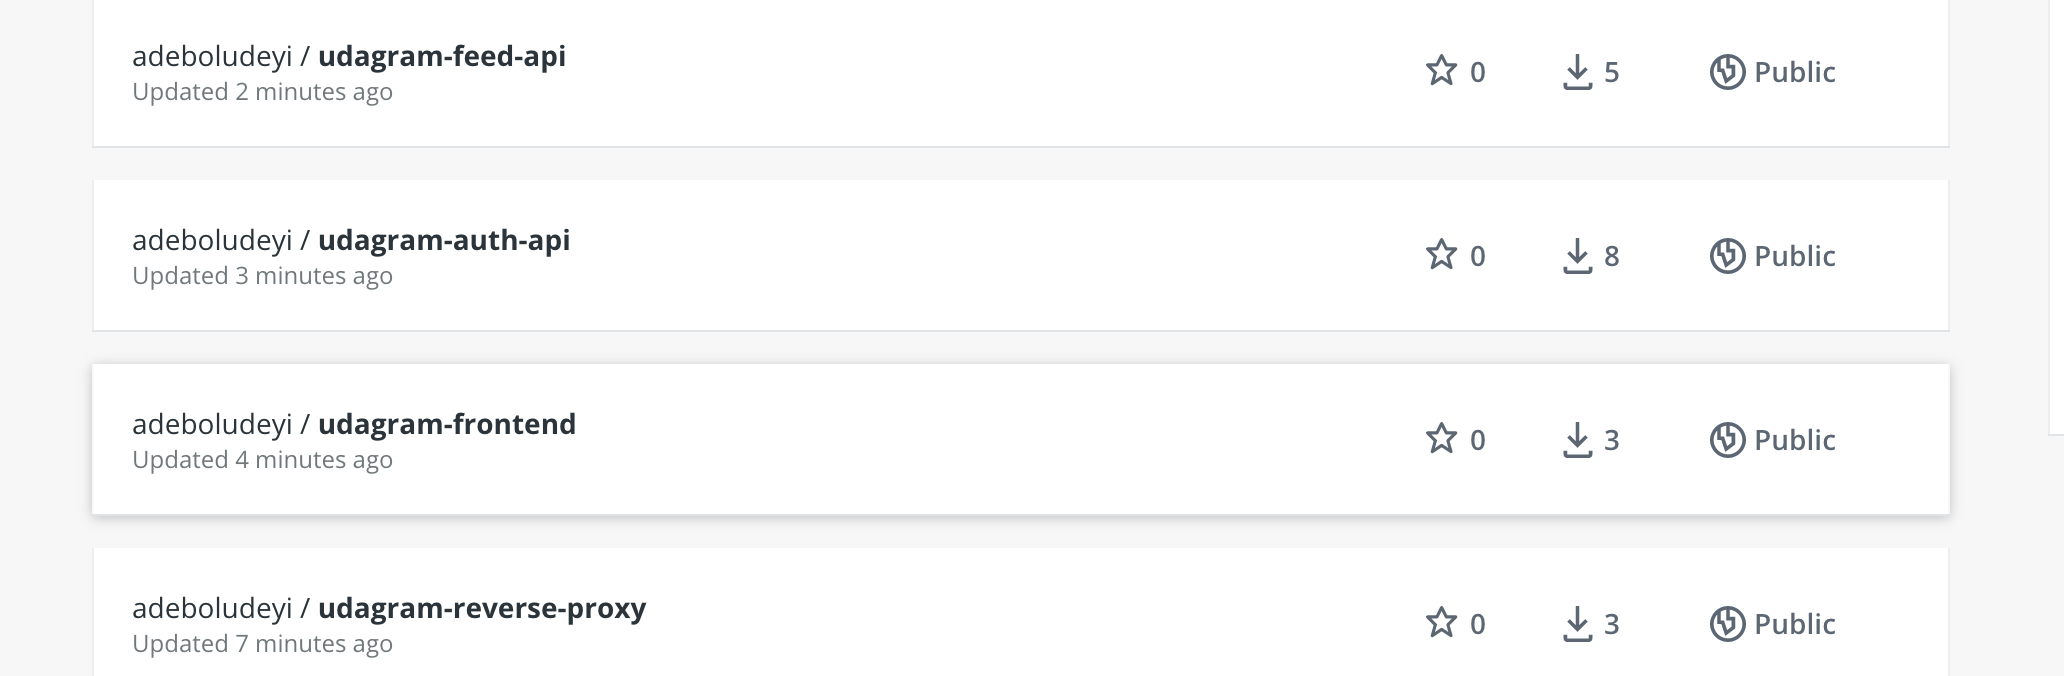 adeboludeyi / udagram-feed-api
Updated 2 minutes ago
0 5 Public
adeboludeyi / udagram-auth-api
Updated 3 minutes ago
0 8 Public
adeboludeyi / udagram-frontend
Updated 4 minutes ago
0 3 Public
adeboludeyi / udagram-reverse-proxy
Updated 7 minutes ago
0 3 Public